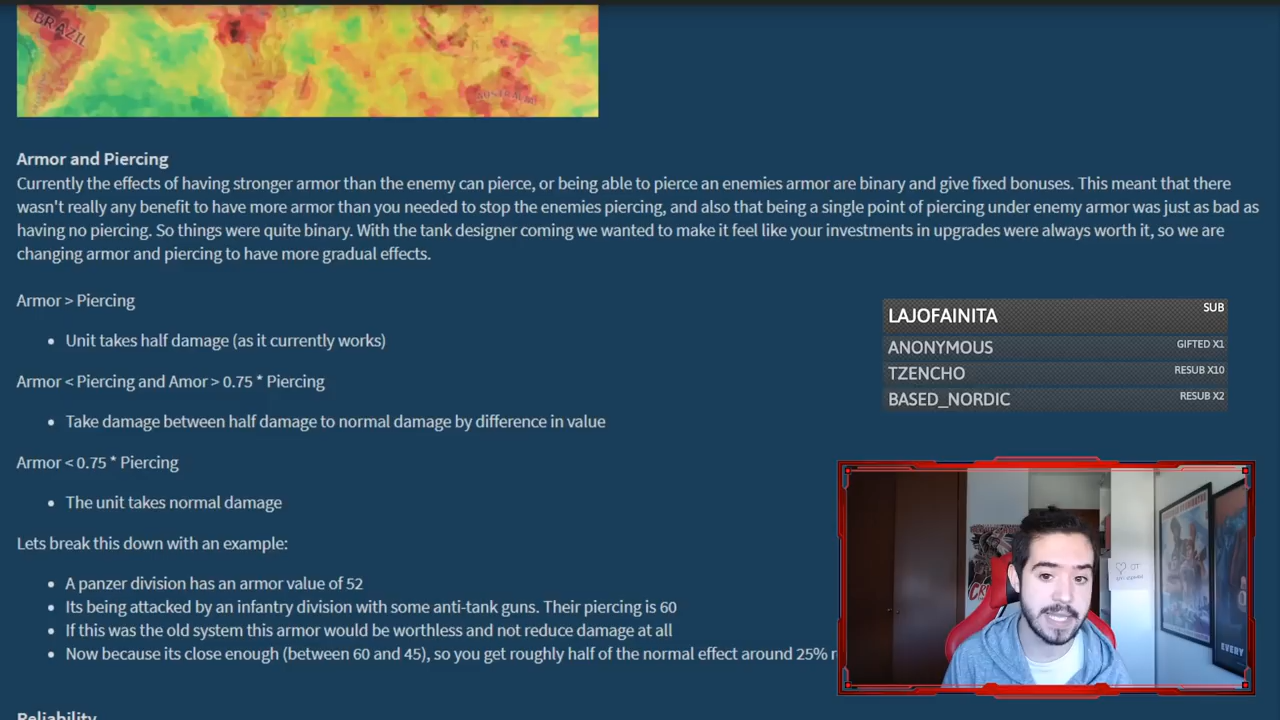 BRAZIL
AUSTRALIA
Armor and Piercing
Currently the effects of having stronger armor than the enemy can pierce, or being able to pierce an enemies armor are binary and give fixed bonuses. This meant that there
wasn't really any benefit to have more armor than you needed to stop the enemies piercing, and also that being a single point of piercing under enemy armor was just as bad as
having no piercing. So things were quite binary. With the tank designer coming we wanted to make it feel like your investments in upgrades were always worth it, so we are
changing armor and piercing to have more gradual effects.
Armor > Piercing
• Unit takes half damage (as it currently works)
Armor < Piercing and Amor > 0.75 * Piercing
• Take damage between half damage to normal damage by difference in value
Armor < 0.75 * Piercing
• The unit takes normal damage
Lets break this down with an example:
• A panzer division has an armor value of 52
• Its being attacked by an infantry division with some anti-tank guns. Their piercing is 60
• If this was the old system this armor would be worthless and not reduce damage at all
• Now because its close enough (between 60 and 45), so you get roughly half of the normal effect around 25% r
Reliability
LAJOFAINITA SUB
ANONYMOUS GIFTED X1
TZENCHO RESUB X10
BASED_NORDIC RESUB X2
EVERY